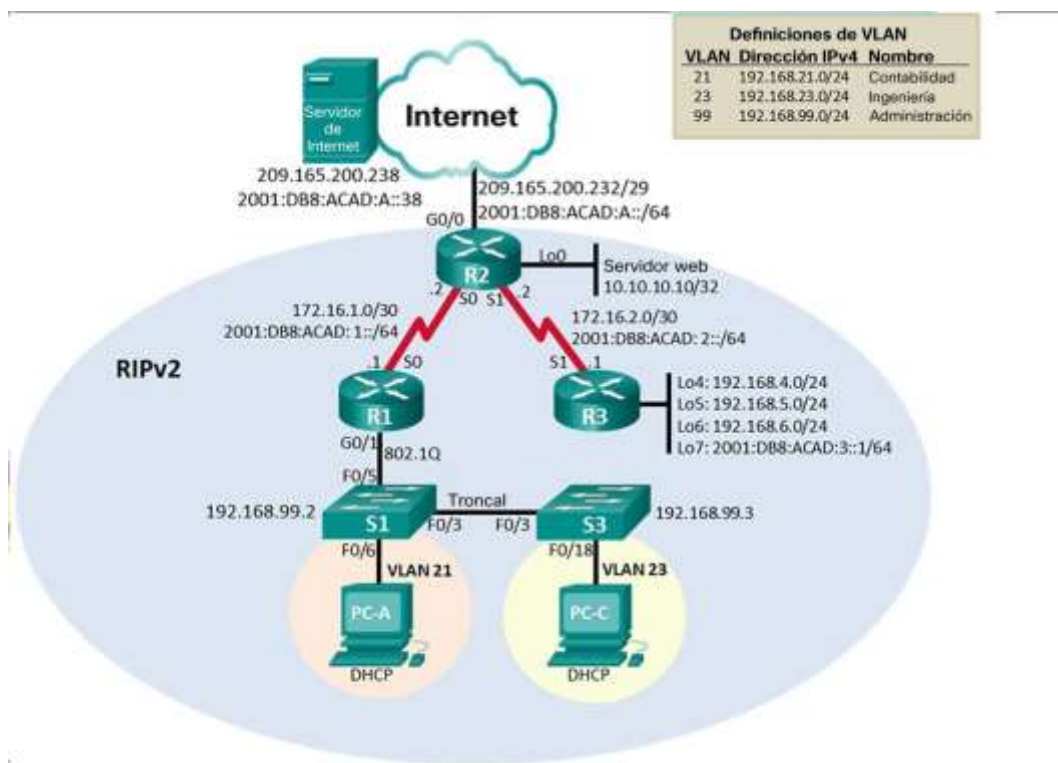 Definiciones de VLAN
VLAN Dirección IPv4 Nombre
21 192.168.21.0/24 Contabilidad
23 192.168.23.0/24 Ingeniería
99 192.168.99.0/24 Administración
Servidor
de
Internet
Internet
209.165.200.238
2001:DB8:ACAD:A::38
209.165.200.232/29
2001:DB8:ACAD:A::/64
G0/0
R2
Lo0
Servidor web
10.10.10.10/32
.2
S0
S1
.2
172.16.1.0/30
2001:DB8:ACAD: 1::/64
172.16.2.0/30
2001:DB8:ACAD: 2::/64
RIPv2
.1
S0
S1
.1
R1
R3
Lo4: 192.168.4.0/24
Lo5: 192.168.5.0/24
Lo6: 192.168.6.0/24
Lo7: 2001:DB8:ACAD:3::1/64
G0/1
802.1Q
F0/5
192.168.99.2
S1
Troncal
F0/3
F0/3
S3
192.168.99.3
F0/6
VLAN 21
F0/18
VLAN 23
PC-A
PC-C
DHCP
DHCP